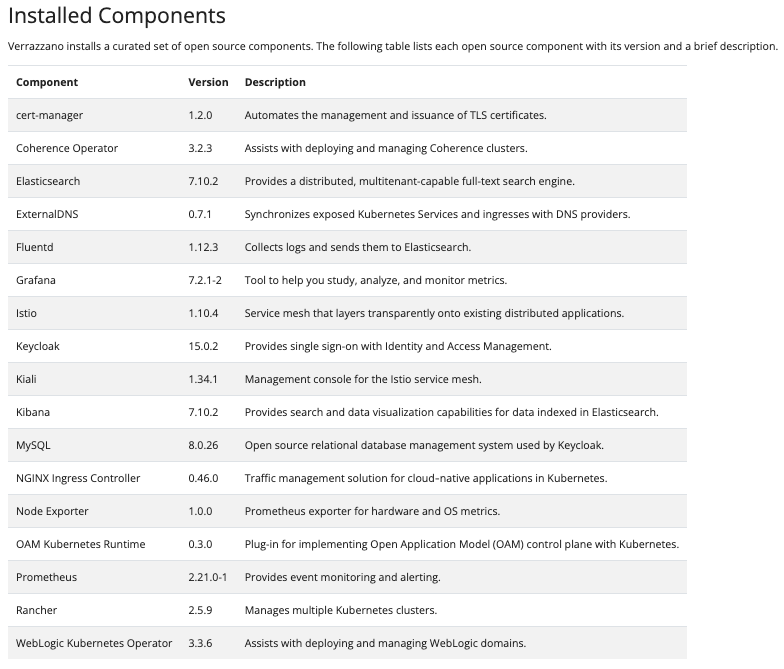 Installed Components
Verrazzano installs a curated set of open source components. The following table lists each open source component with its version and a brief description.
Component Version Description
cert-manager 1.2.0 Automates the management and issuance of TLS certificates.
Coherence Operator 3.2.3 Assists with deploying and managing Coherence clusters.
Elasticsearch 7.10.2 Provides a distributed, multitenant-capable full-text search engine.
ExternalDNS 0.7.1 Synchronizes exposed Kubernetes Services and ingresses with DNS providers.
Fluentd 1.12.3 Collects logs and sends them to Elasticsearch.
Grafana 7.2.1-2 Tool to help you study, analyze, and monitor metrics.
Istio 1.10.4 Service mesh that layers transparently onto existing distributed applications.
Keycloak 15.0.2 Provides single sign-on with Identity and Access Management.
Kiali 1.34.1 Management console for the Istio service mesh.
Kibana 7.10.2 Provides search and data visualization capabilities for data indexed in Elasticsearch.
MySQL 8.0.26 Open source relational database management system used by Keycloak.
NGINX Ingress Controller 0.46.0 Traffic management solution for cloud‑native applications in Kubernetes.
Node Exporter 1.0.0 Prometheus exporter for hardware and OS metrics.
OAM Kubernetes Runtime 0.3.0 Plug-in for implementing Open Application Model (OAM) control plane with Kubernetes.
Prometheus 2.21.0-1 Provides event monitoring and alerting.
Rancher 2.5.9 Manages multiple Kubernetes clusters.
WebLogic Kubernetes Operator 3.3.6 Assists with deploying and managing WebLogic domains.